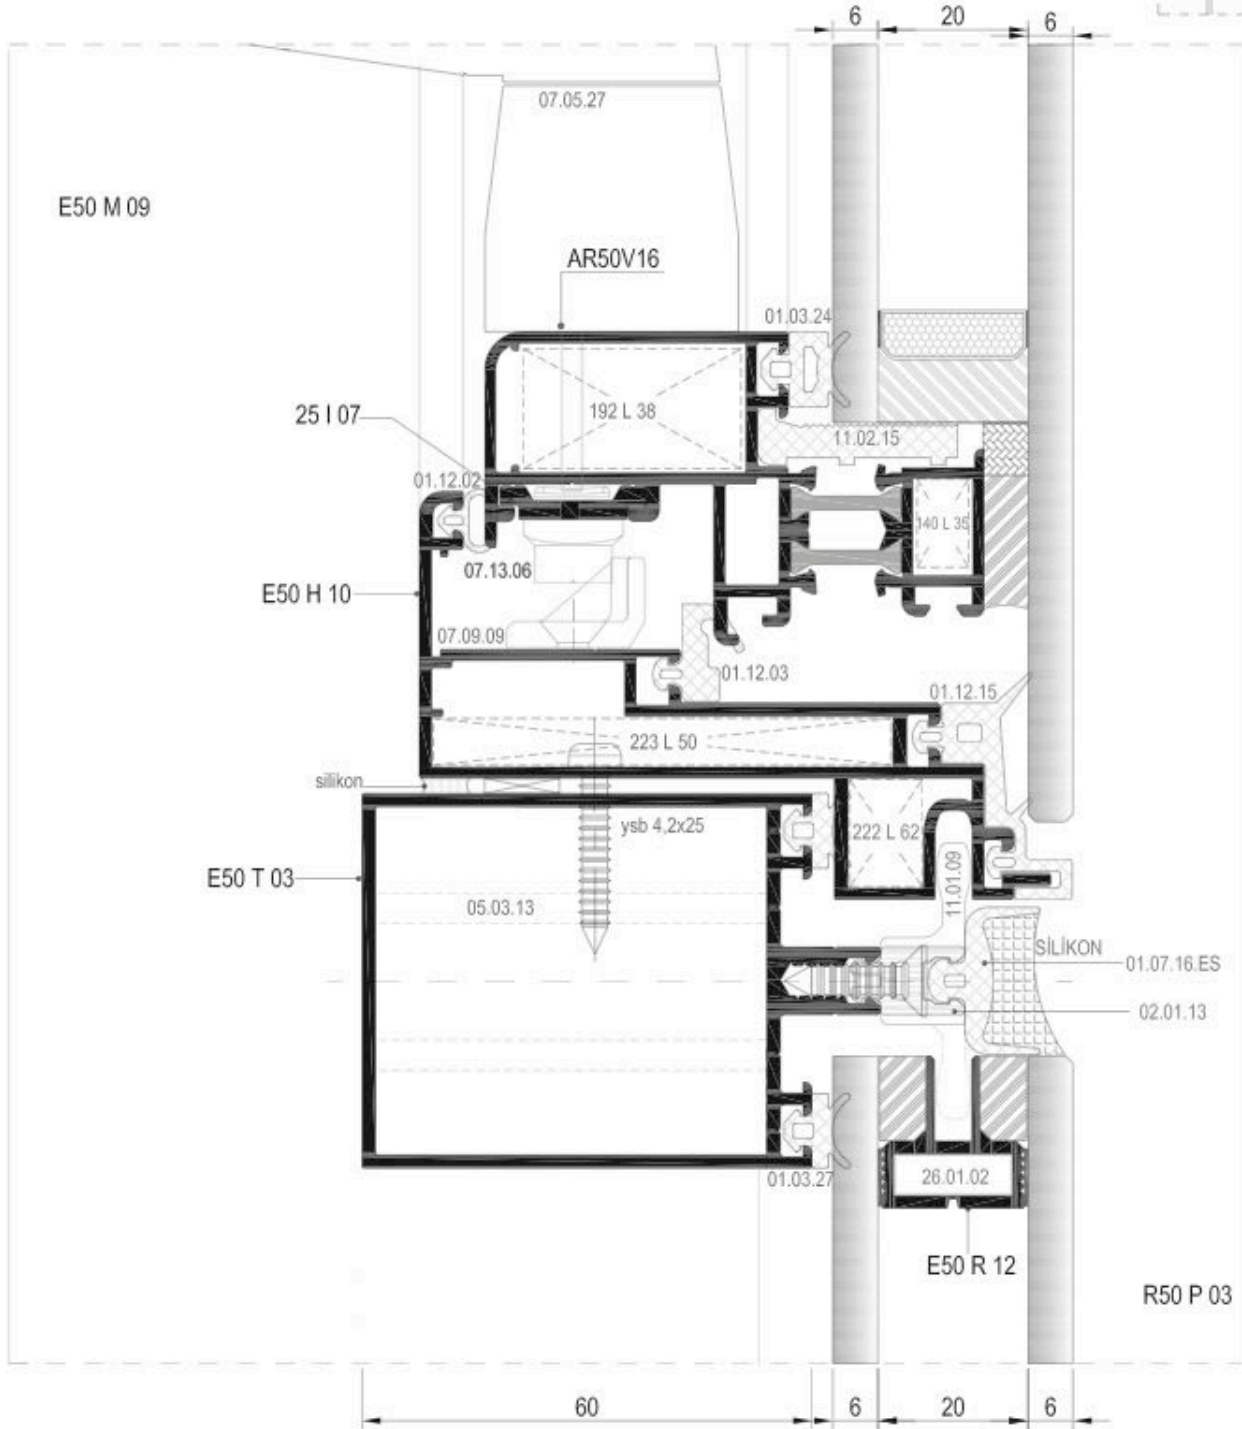 6 20 6
07.05.27
E50 M 09
AR50V16
01.03.24
192 L 38
25 I 07
11.02.15
01.12.02
140 L 35
07.13.06
E50 H 10
07.09.09
01.12.03
01.12.15
223 L 50
silikon
ysb 4,2x25
222 L 62
E50 T 03
11.01.09
05.03.13
SİLİKON
01.07.16.ES
02.01.13
01.03.27
26.01.02
E50 R 12
R50 P 03
60 6 20 6